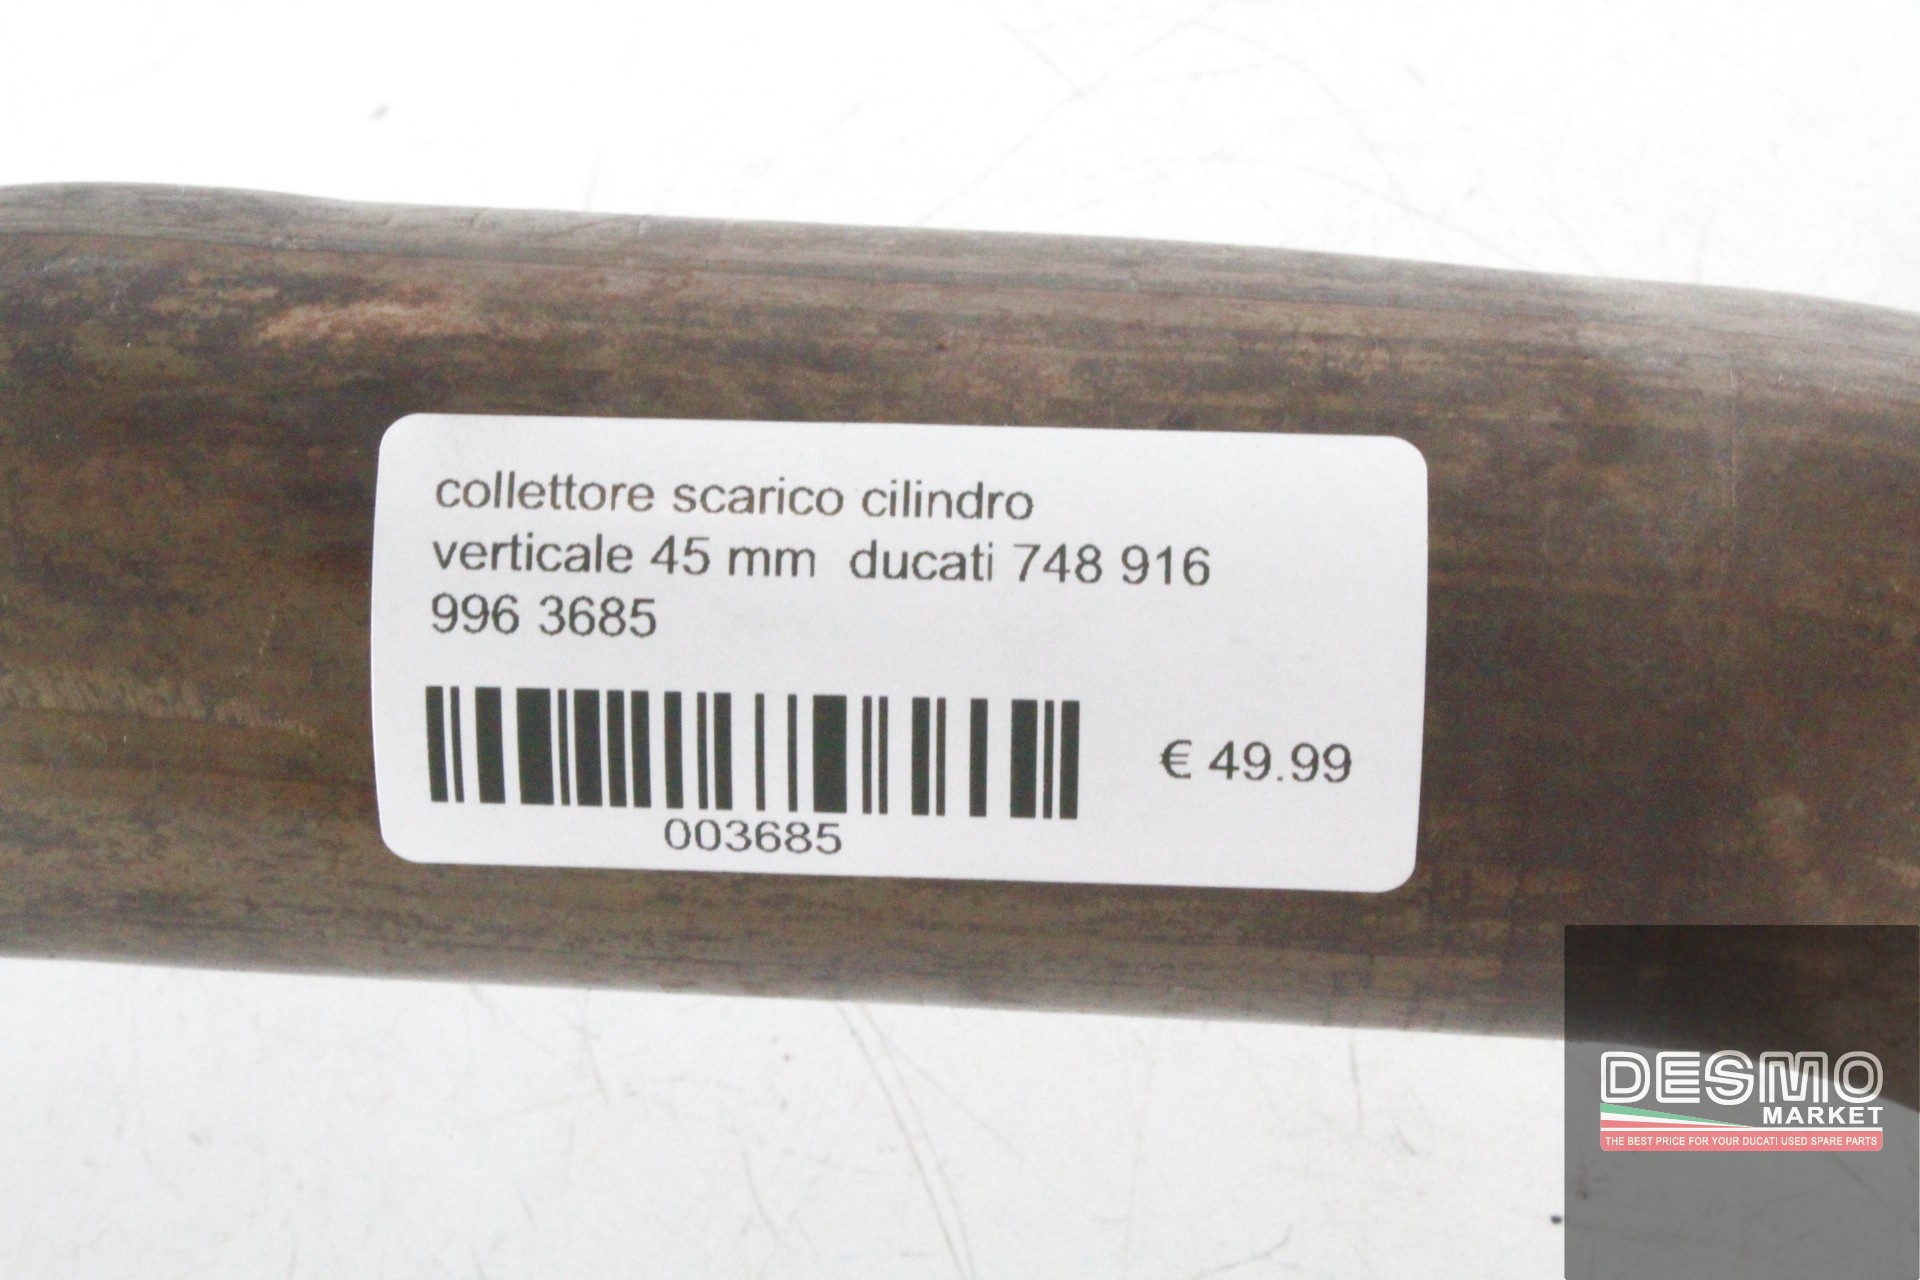 collettore scarico cilindro
verticale 45 mm  ducati 748 916
996 3685
€ 49.99
003685
DESMO
MARKET
THE BEST PRICE FOR YOUR DUCATI USED SPARE PARTS